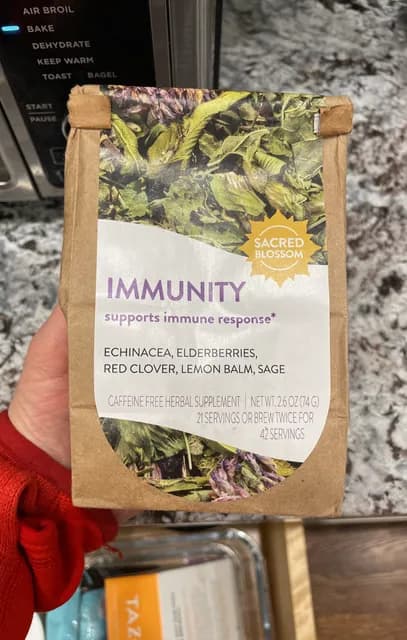 AIR BROIL
BAKE
DEHYDRATE
KEEP WARM
TOAST BAGEL
START
PAUSE
SACRED
BLOSSOM
IMMUNITY
supports immune response*
ECHINACEA, ELDERBERRIES,
RED CLOVER, LEMON BALM, SAGE
CAFFEINE FREE HERBAL SUPPLEMENT | NET WT. 2.6 OZ (74 G)
21 SERVINGS OR BREW TWICE FOR
42 SERVINGS
TAZ